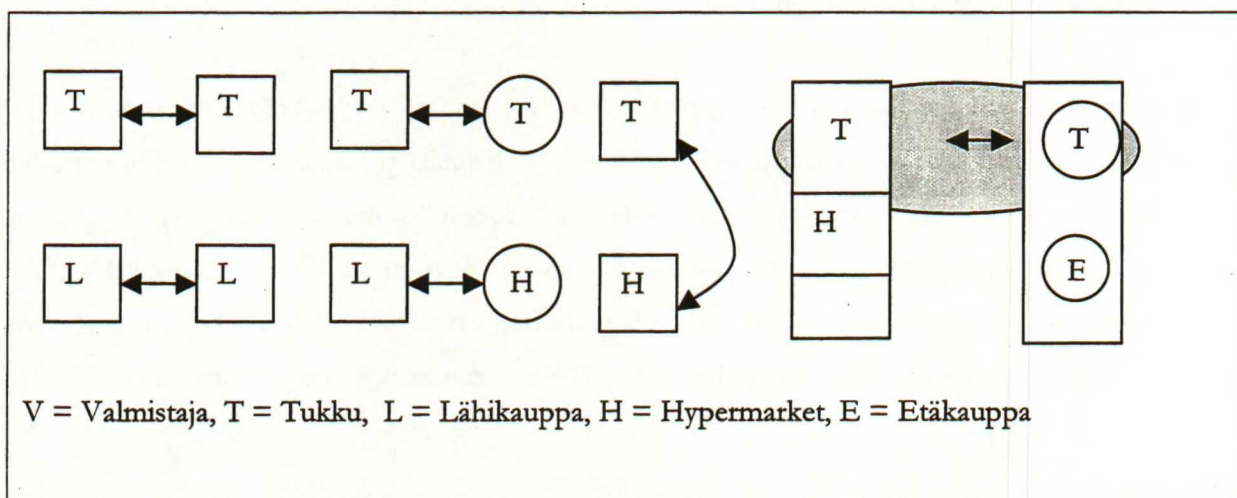 T T T T T T T
L L L H H H E
V = Valmistaja, T = Tukku, L = Lähikauppa, H = Hypermarket, E = Etäkauppa